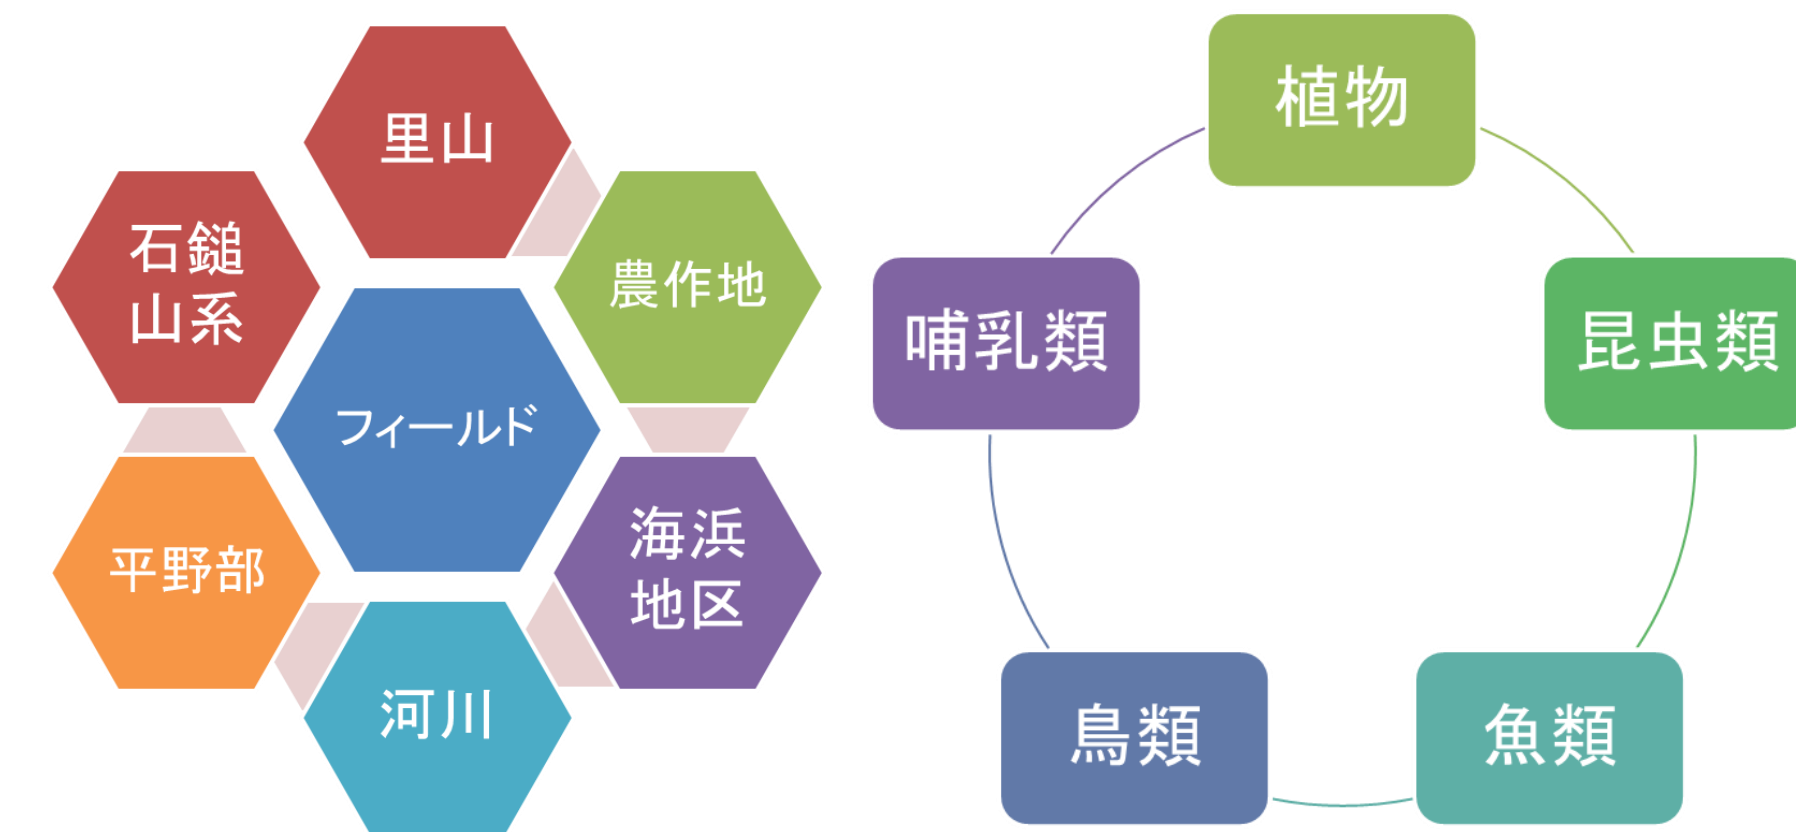 里山
石鎚
山系
農作地
フィールド
平野部
海浜
地区
河川
植物
哺乳類
昆虫類
鳥類
魚類